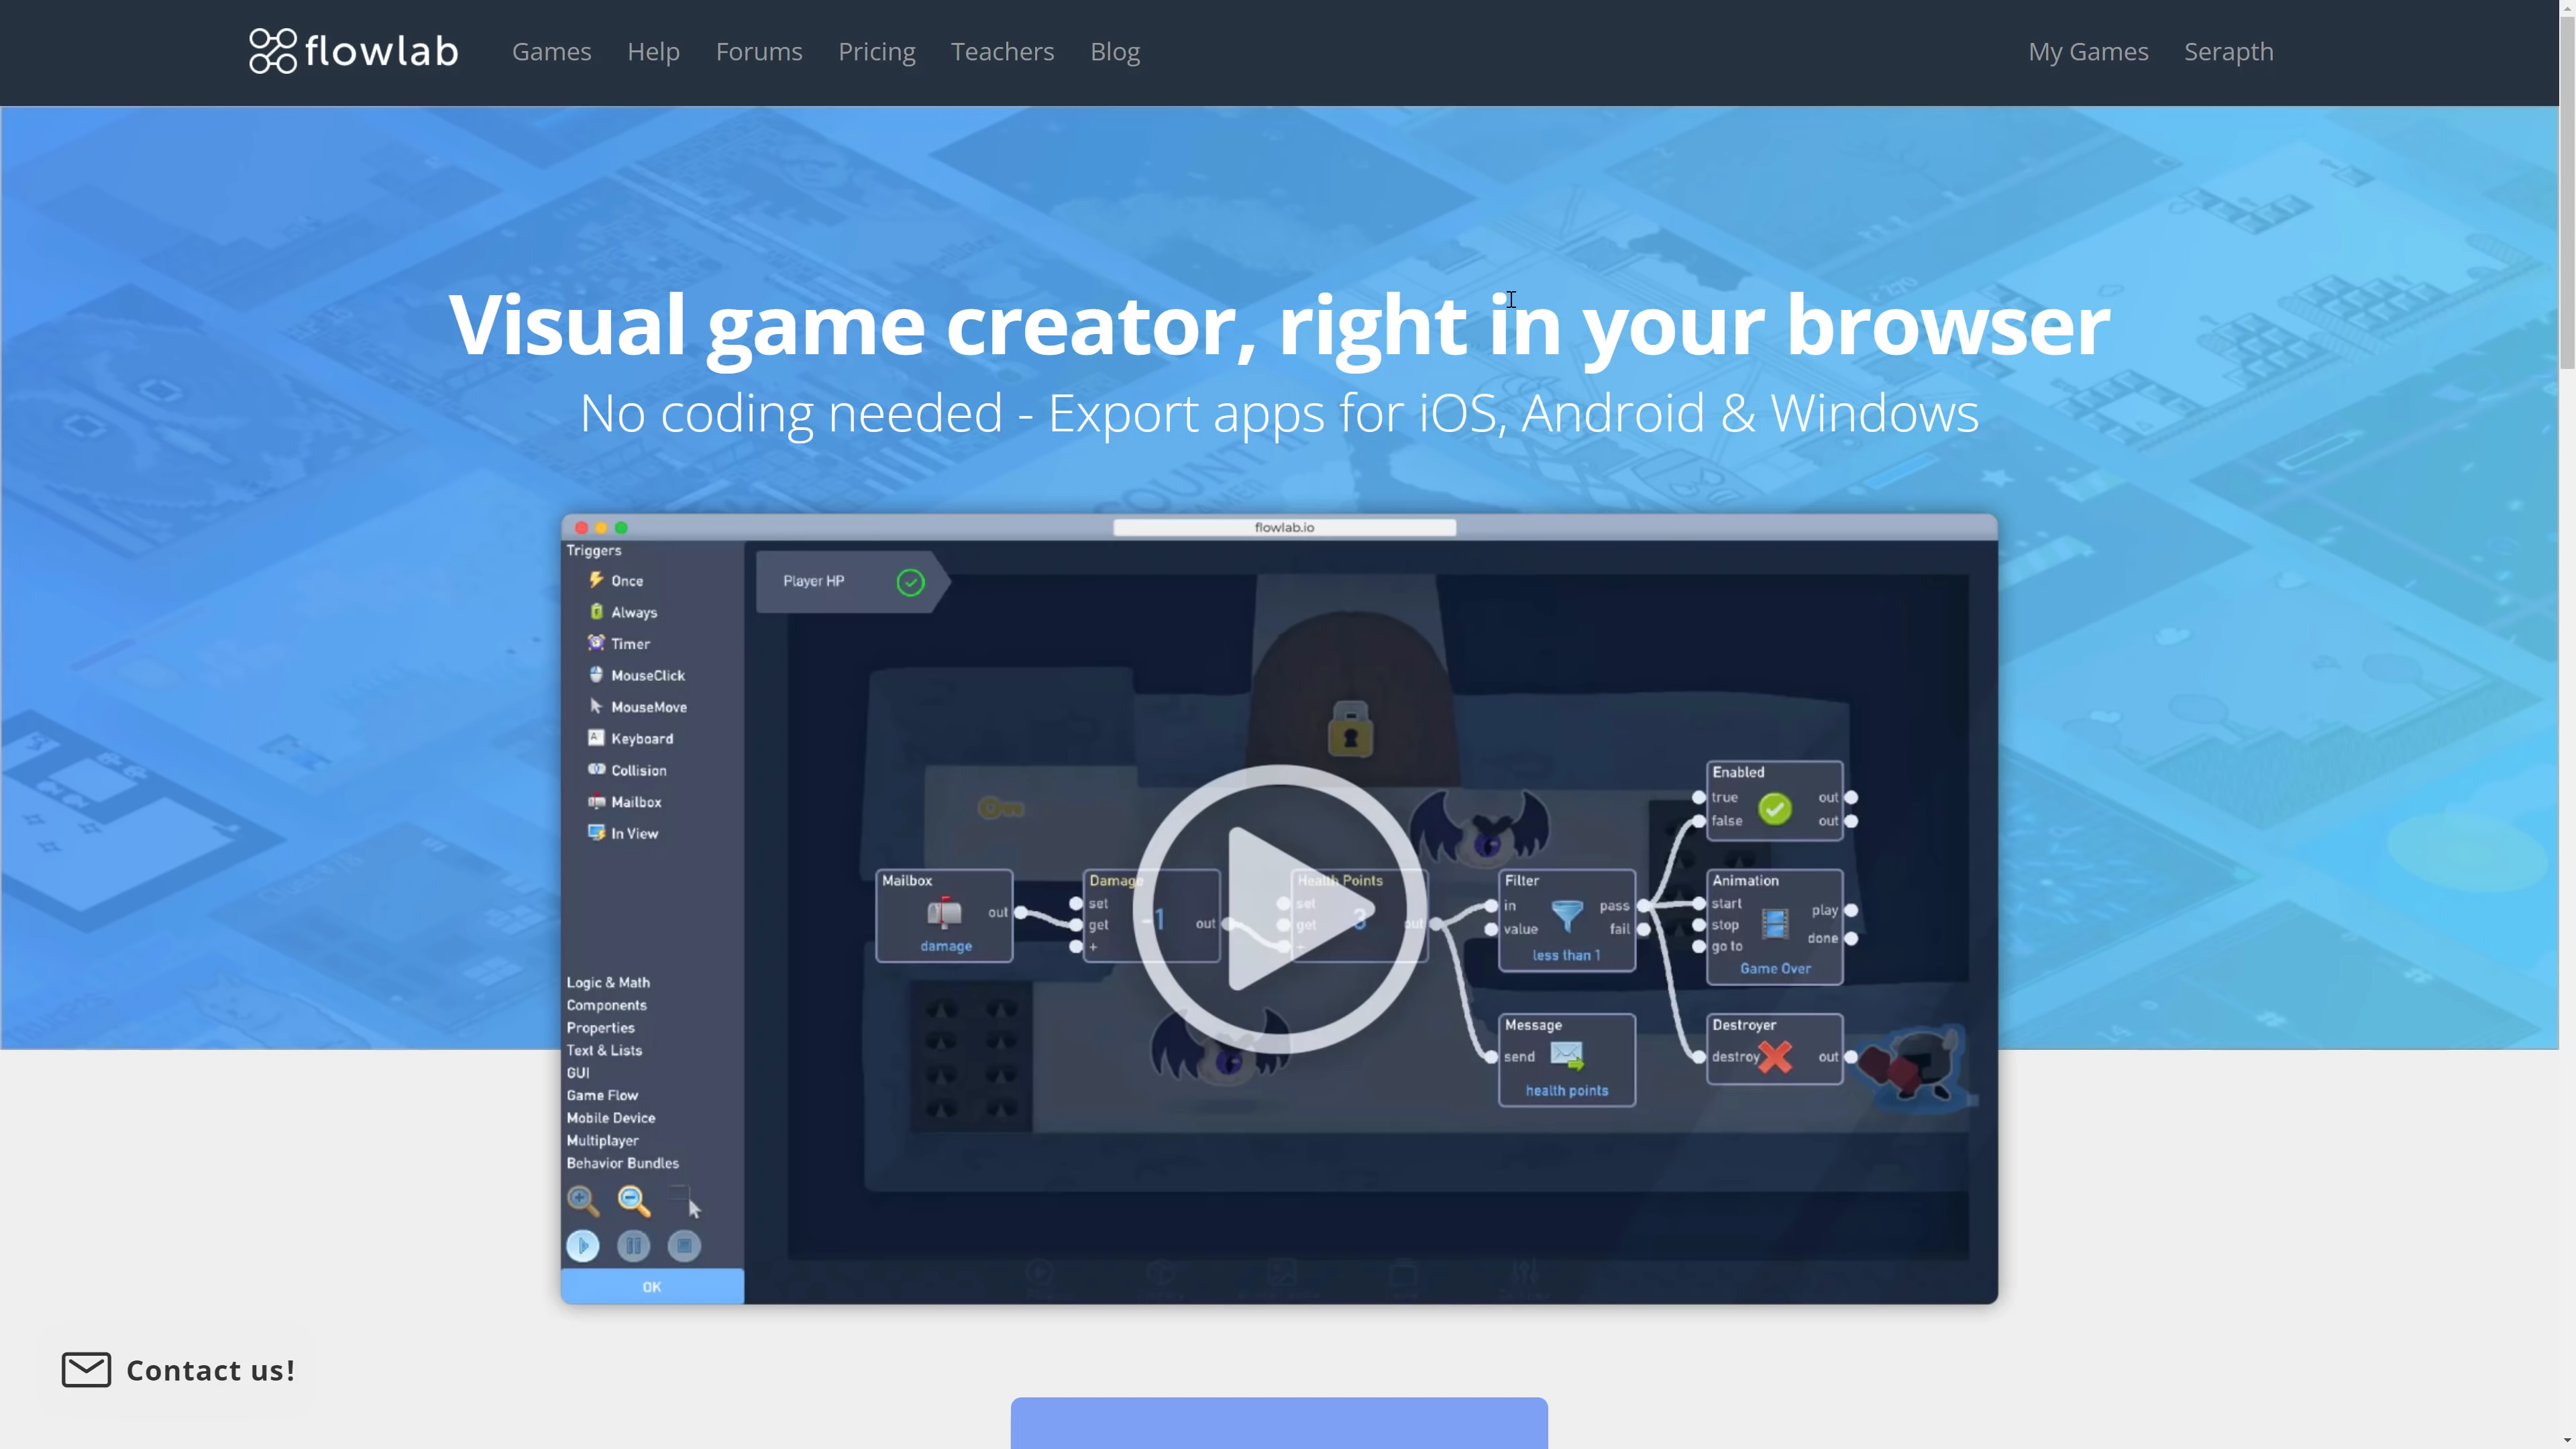 flowlab Games Help Forums Pricing Teachers Blog My Games Serapth
Visual game creator, right in your browser
No coding needed - Export apps for iOS, Android & Windows
flowlab.io
Triggers
Once
Always
Timer
MouseClick
MouseMove
Keyboard
Collision
Mailbox
In View
Logic & Math
Components
Properties
Text & Lists
GUI
Game Flow
Mobile Device
Multiplayer
Behavior Bundles
OK
Player HP
Mailbox
out
damage
Damage
set
get
+
-1
out
Health Points
set
get
+
3
out
Filter
in
value
pass
fail
less than 1
Message
send
health points
Enabled
true
false
out
out
Animation
start
stop
go to
play
done
Game Over
Destroyer
destroy
out
Contact us!